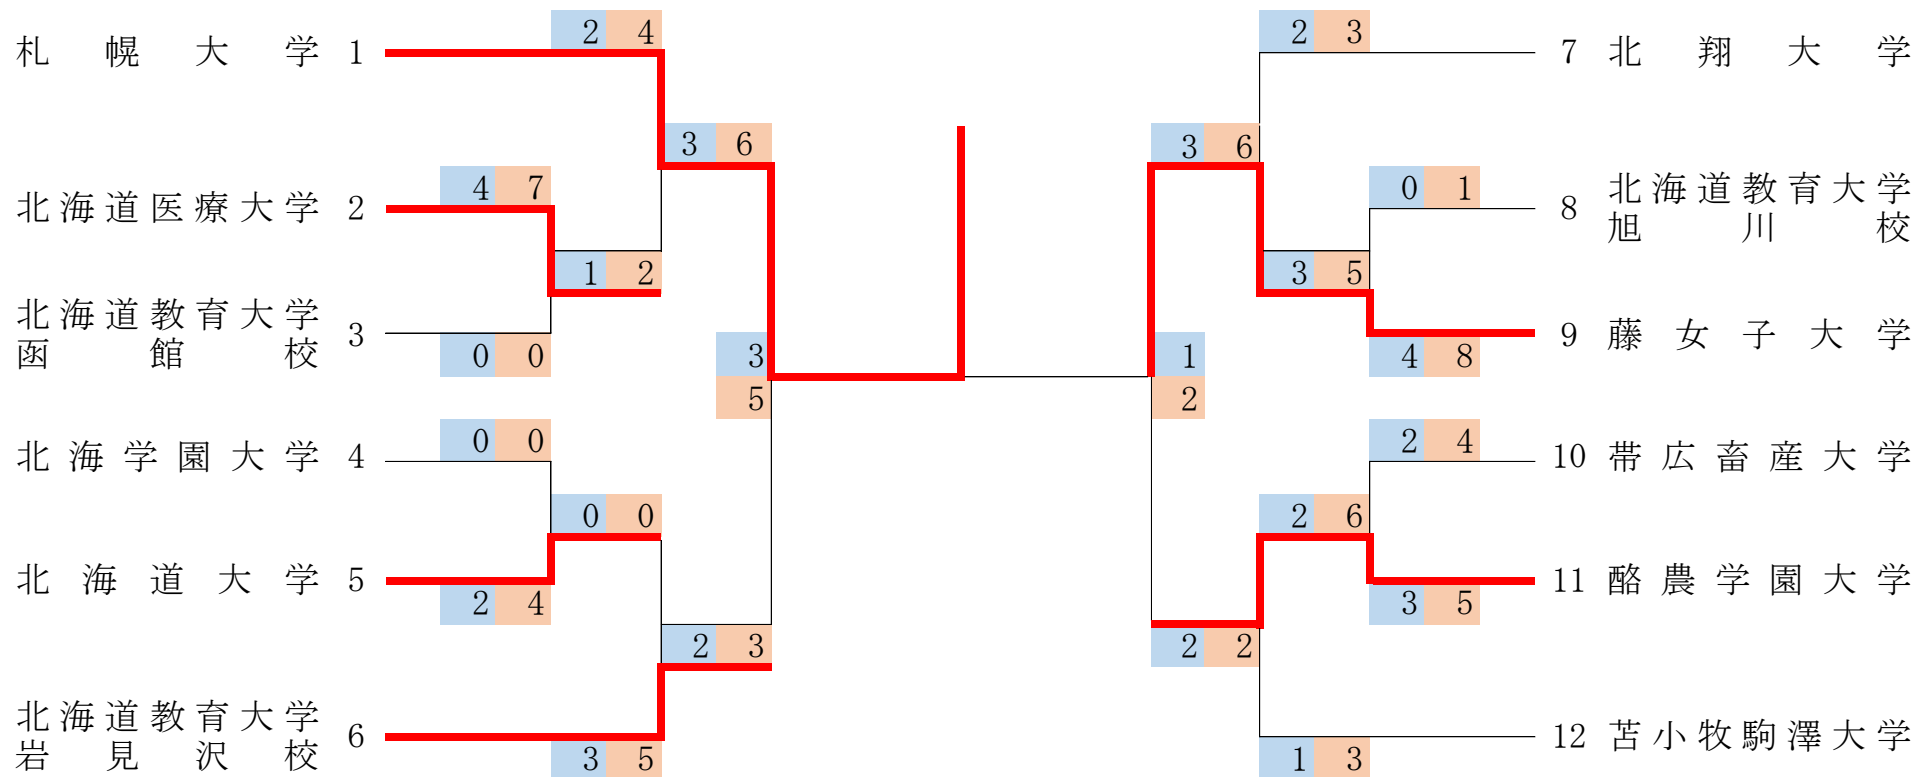 札幌大学 1
2 4
3 6
北海道医療大学 2
4 7
1 2
北海道教育大学
函館校
3
0 0
3
5
北海学園大学 4
0 0
0 0
北海道大学 5
2 4
2 3
北海道教育大学
岩見沢校
6
3 5
2 3
7 北翔大学
3 6
0 1
8
北海道教育大学
旭川校
3 5
9 藤女子大学
4 8
1
2
2 4
10 帯広畜産大学
2 6
11 酪農学園大学
3 5
2 2
12 苫小牧駒澤大学
1 3